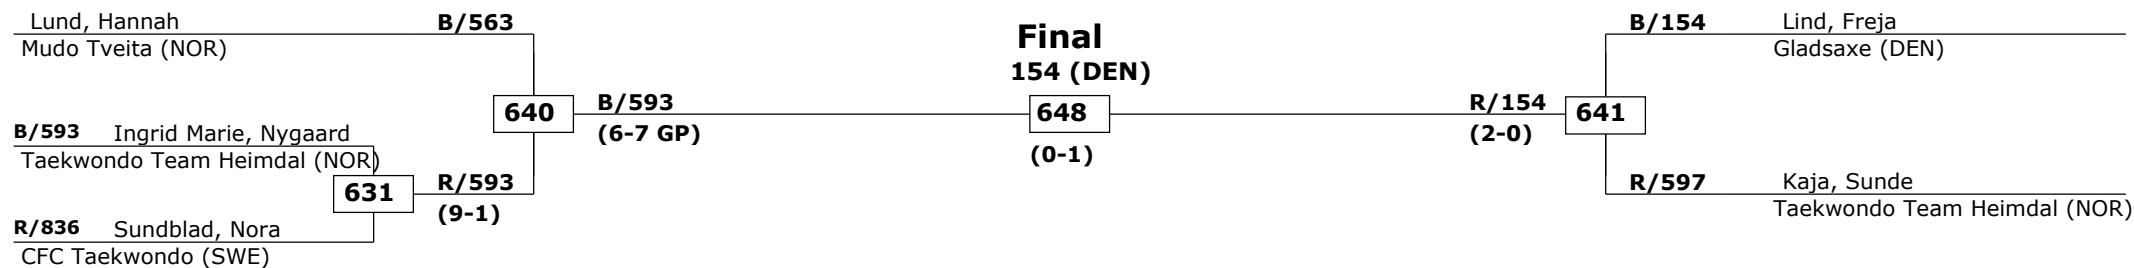 Lund, Hannah
B/563
Mudo Tveita (NOR)
B/593 Ingrid Marie, Nygaard
Taekwondo Team Heimdal (NOR)
631
R/836 Sundblad, Nora
CFC Taekwondo (SWE)
R/593
(9-1)
640
B/593
(6-7 GP)
Final
154 (DEN)
648
(0-1)
R/154
(2-0)
641
B/154 Lind, Freja
Gladsaxe (DEN)
R/597 Kaja, Sunde
Taekwondo Team Heimdal (NOR)